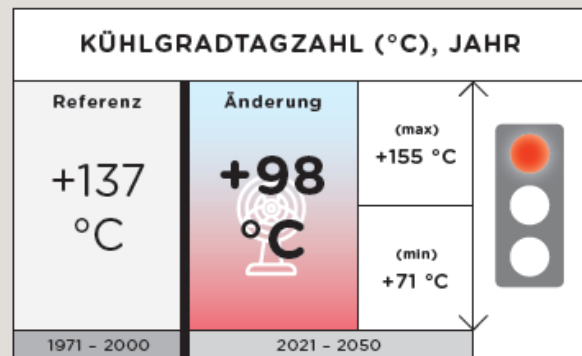 KÜHLGRADTAGZAHL (°C), JAHR
Referenz
+137
°C
Änderung
+98
°C
(max)
+155 °C
(min)
+71 °C
1971 – 2000
2021 – 2050